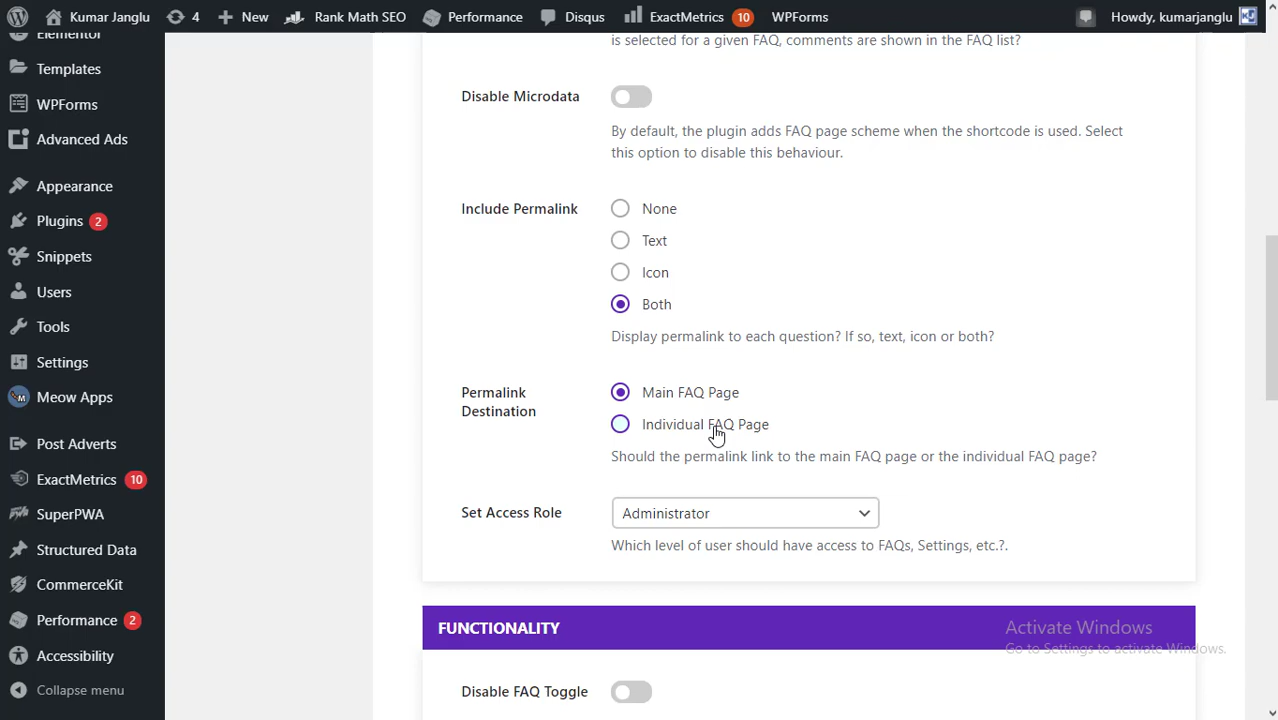 Kumar Janglu 4 New Rank Math SEO Performance Disqus ExactMetrics 10 WPForms Howdy, kumarjanglu
Elementor
Templates
WPForms
Advanced Ads
Appearance
Plugins 2
Snippets
Users
Tools
Settings
Meow Apps
Post Adverts
ExactMetrics 10
SuperPWA
Structured Data
CommerceKit
Performance 2
Accessibility
Collapse menu
is selected for a given FAQ, comments are shown in the FAQ list?
Disable Microdata
By default, the plugin adds FAQ page scheme when the shortcode is used. Select
this option to disable this behaviour.
Include Permalink
None
Text
Icon
Both
Display permalink to each question? If so, text, icon or both?
Permalink
Destination
Main FAQ Page
Individual FAQ Page
Should the permalink link to the main FAQ page or the individual FAQ page?
Set Access Role
Administrator
Which level of user should have access to FAQs, Settings, etc.?.
FUNCTIONALITY
Activate Windows
Go to Settings to activate Windows.
Disable FAQ Toggle